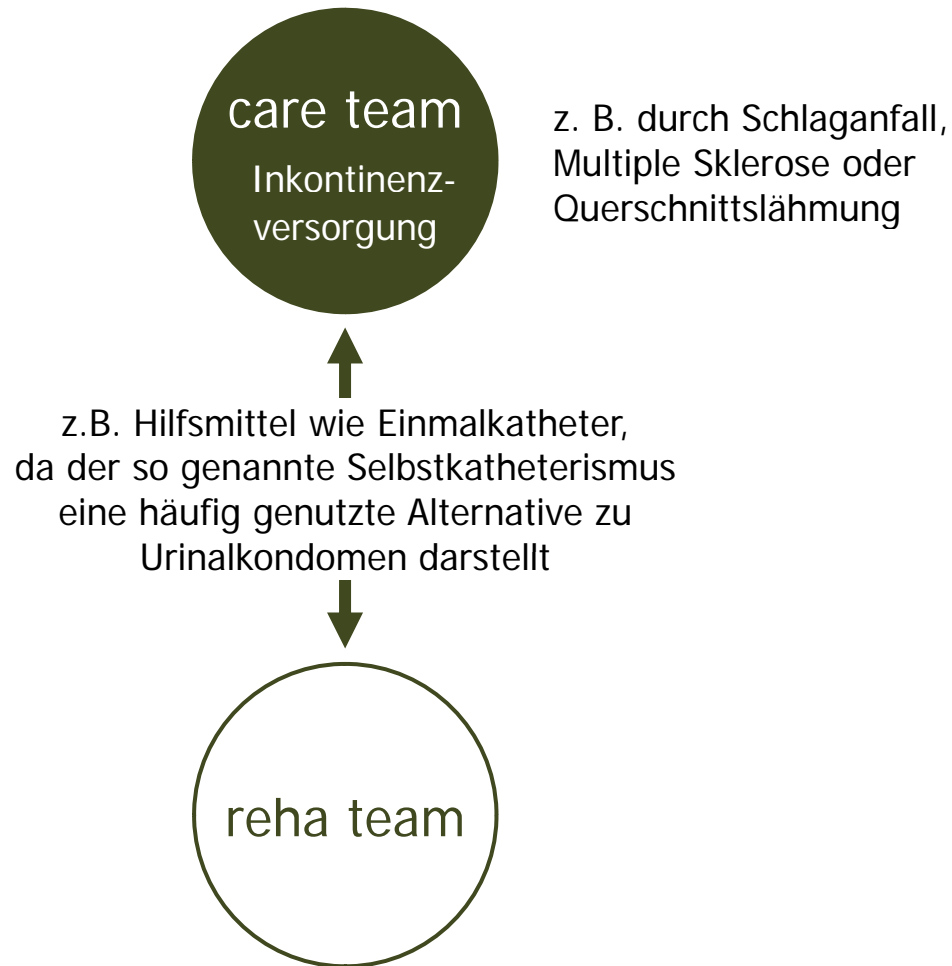 care team
Inkontinenz-
versorgung
z. B. durch Schlaganfall,
Multiple Sklerose oder
Querschnittslähmung
z.B. Hilfsmittel wie Einmalkatheter,
da der so genannte Selbstkatheterismus
eine häufig genutzte Alternative zu
Urinalkondomen darstellt
reha team